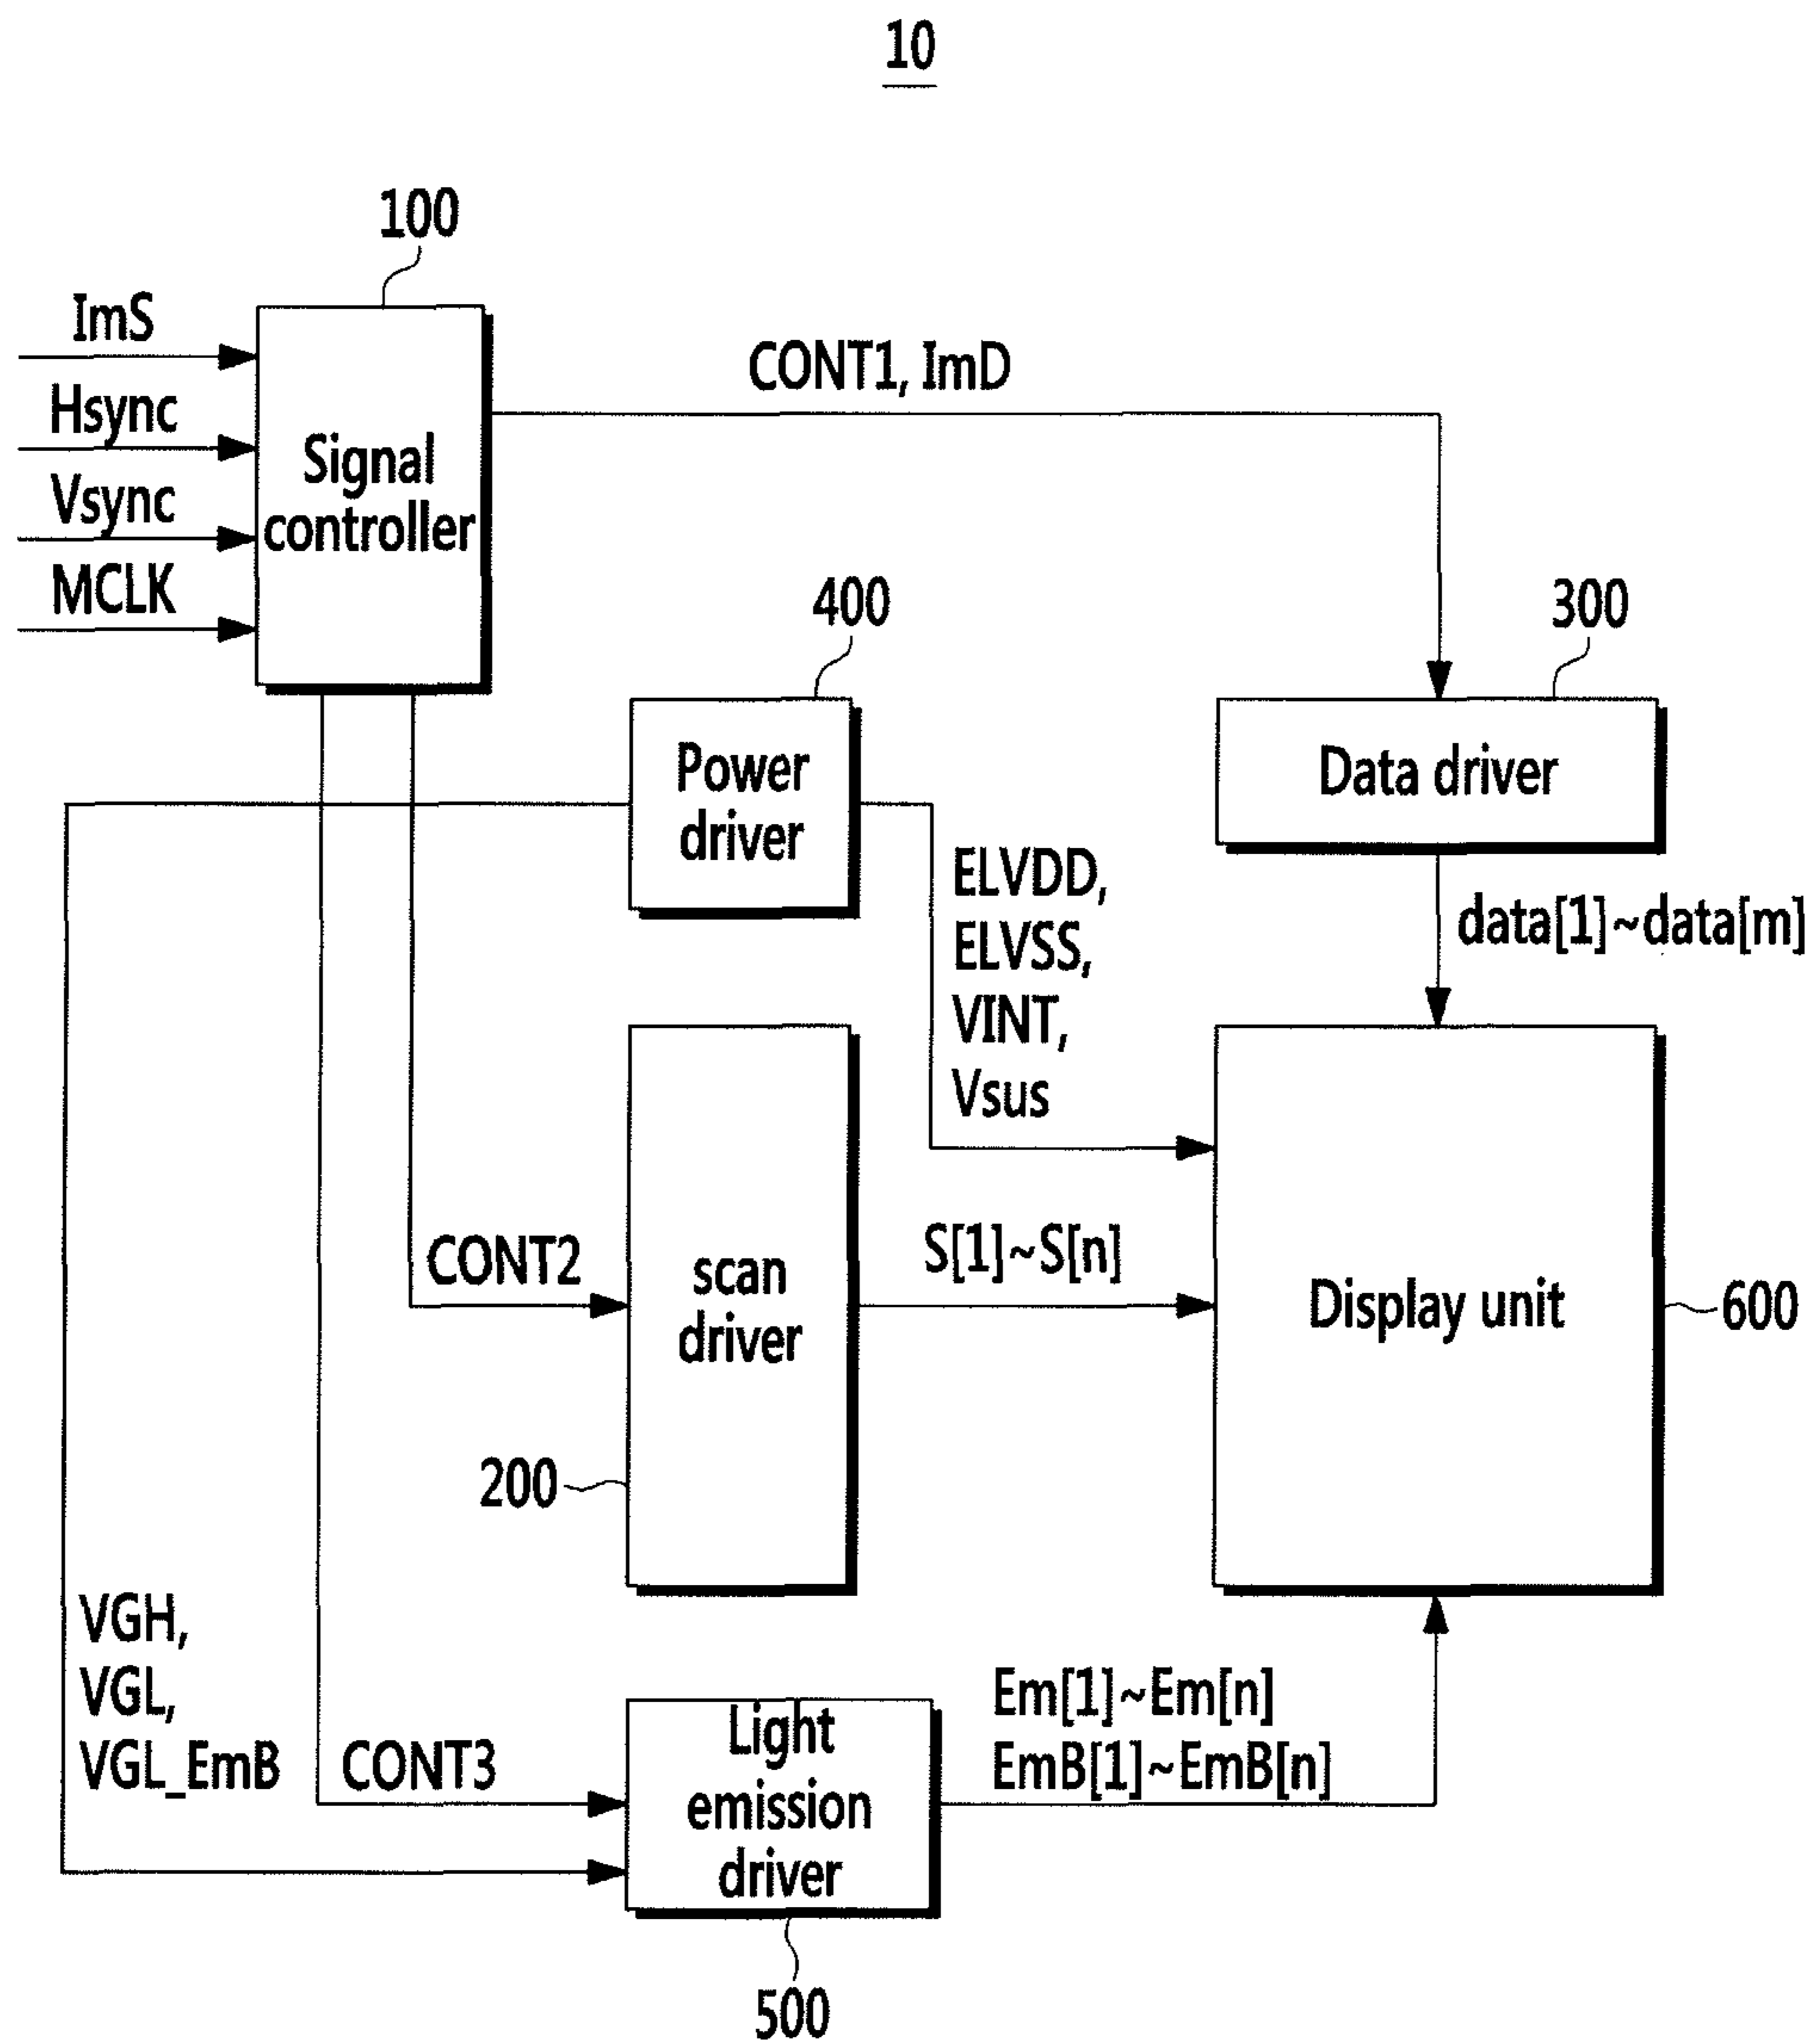 10
100
ImS
Hsync
Vsync
MCLK
Signal
controller
CONT1, ImD
400
300
Power
driver
Data driver
ELVDD,
ELVSS,
VINT,
Vsus
data[1]~data[m]
CONT2
scan
driver
S[1]~S[n]
Display unit
600
200
VGH,
VGL,
VGL_EmB
CONT3
Light
emission
driver
Em[1]~Em[n]
EmB[1]~EmB[n]
500